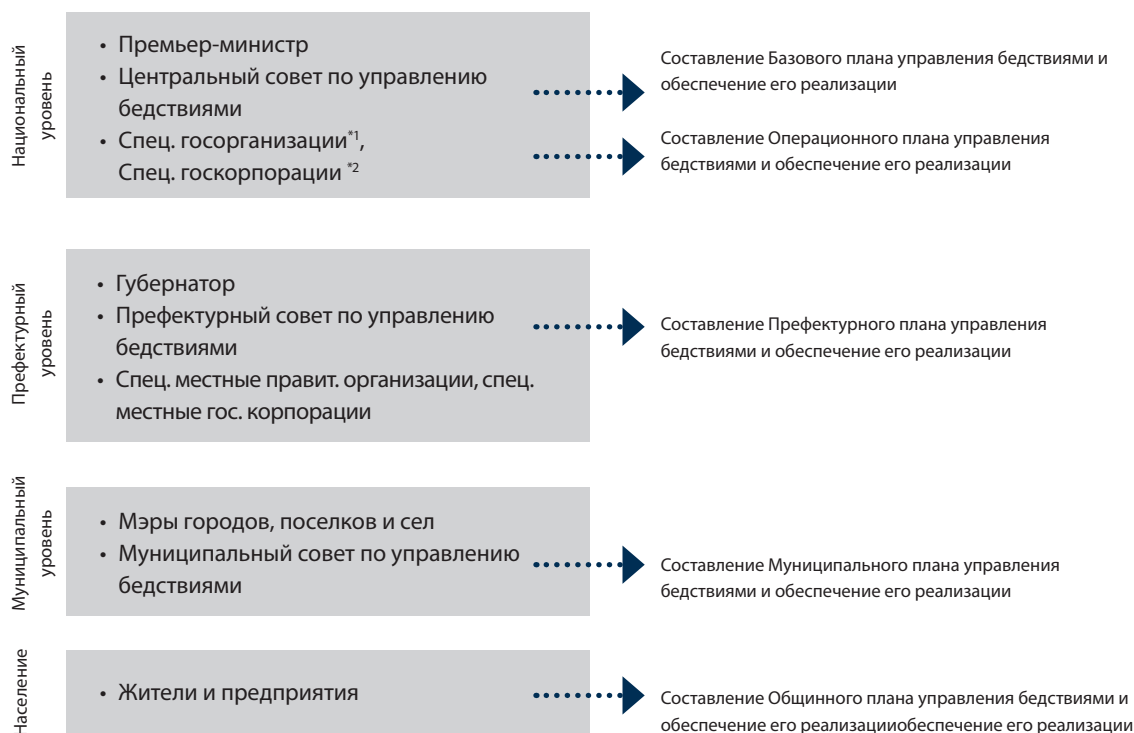 Национальный
уровень
• Премьер-министр
• Центральный совет по управлению
бедствиями
• Спец. госорганизации*1,
Спец. госкорпорации *2
Составление Базового плана управления бедствиями и
обеспечение его реализации
Составление Операционного плана управления
бедствиями и обеспечение его реализации
Префектурный
уровень
• Губернатор
• Префектурный совет по управлению
бедствиями
• Спец. местные правит. организации, спец.
местные гос. корпорации
Составление Префектурного плана управления
бедствиями и обеспечение его реализации
Муниципальный
уровень
• Мэры городов, поселков и сел
• Муниципальный совет по управлению
бедствиями
Составление Муниципального плана управления
бедствиями и обеспечение его реализации
Население
• Жители и предприятия
Составление Общинного плана управления бедствиями и
обеспечение его реализацииобеспечение его реализации